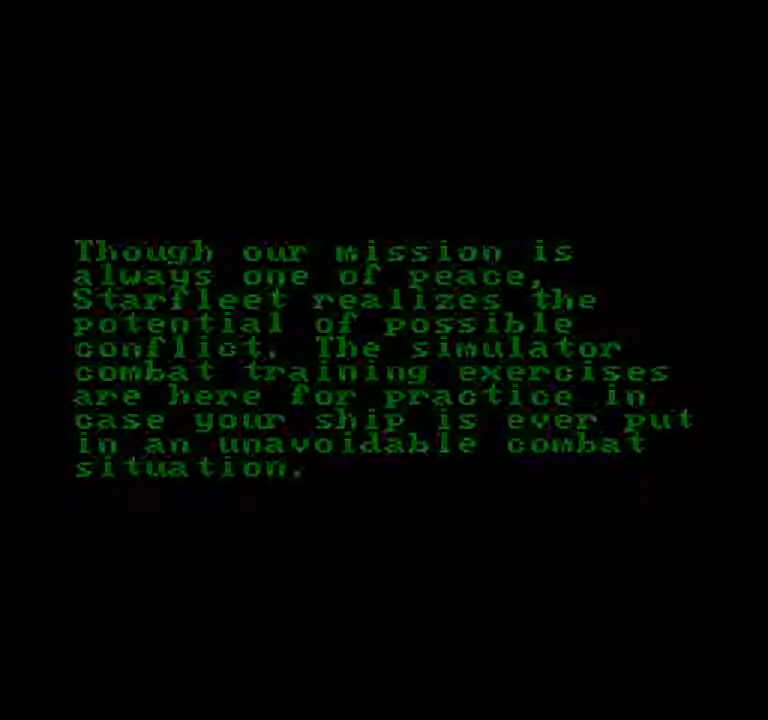 Though our mission is
always one of peace,
Starfleet realizes the
potential of possible
conflict. The simulator
combat training exercises
are here for practice in
case your ship is ever put
in an unavoidable combat
situation.